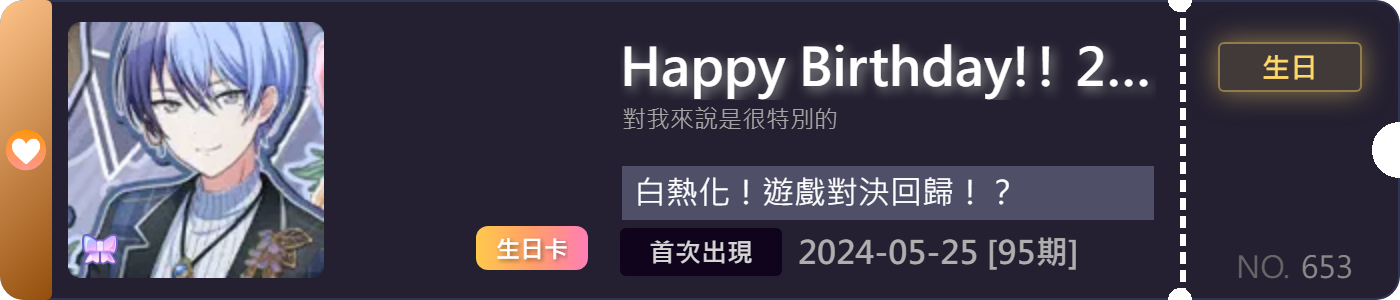 Happy Birthday!! 2...
生日
對我來說是很特別的
白熱化！遊戲對決回歸！？
生日卡
首次出現
2024-05-25 [95期]
NO. 653